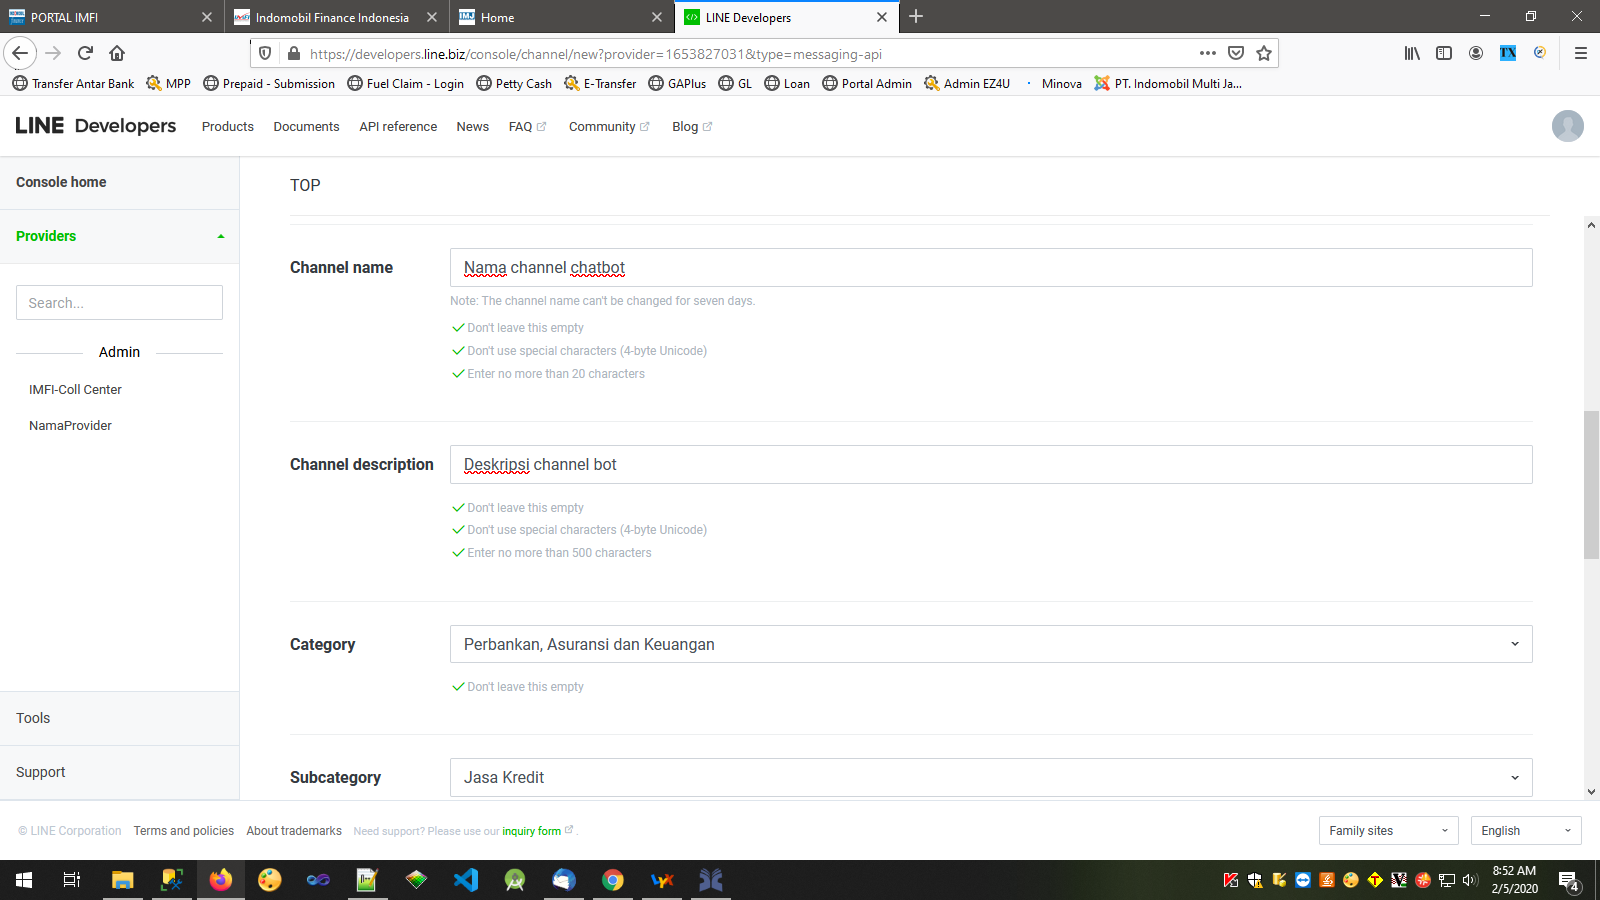 PORTAL IMFI
Indomobil Finance Indonesia
Home
LINE Developers
https://developers.line.biz/console/channel/new?provider=1653827031&type=messaging-api
Transfer Antar Bank
MPP
Prepaid - Submission
Fuel Claim - Login
Petty Cash
E-Transfer
GAPlus
GL
Loan
Portal Admin
Admin EZ4U
Minova
PT. Indomobil Multi Ja...
LINE Developers
Products
Documents
API reference
News
FAQ
Community
Blog
Console home
Providers
Search...
Admin
IMFI-Coll Center
NamaProvider
Tools
Support
TOP
Channel name
Nama channel chatbot
Note: The channel name can't be changed for seven days.
Don't leave this empty
Don't use special characters (4-byte Unicode)
Enter no more than 20 characters
Channel description
Deskripsi channel bot
Don't leave this empty
Don't use special characters (4-byte Unicode)
Enter no more than 500 characters
Category
Perbankan, Asuransi dan Keuangan
Don't leave this empty
Subcategory
Jasa Kredit
© LINE Corporation
Terms and policies
About trademarks
Need support? Please use our inquiry form .
Family sites
English
8:52 AM
2/5/2020
4